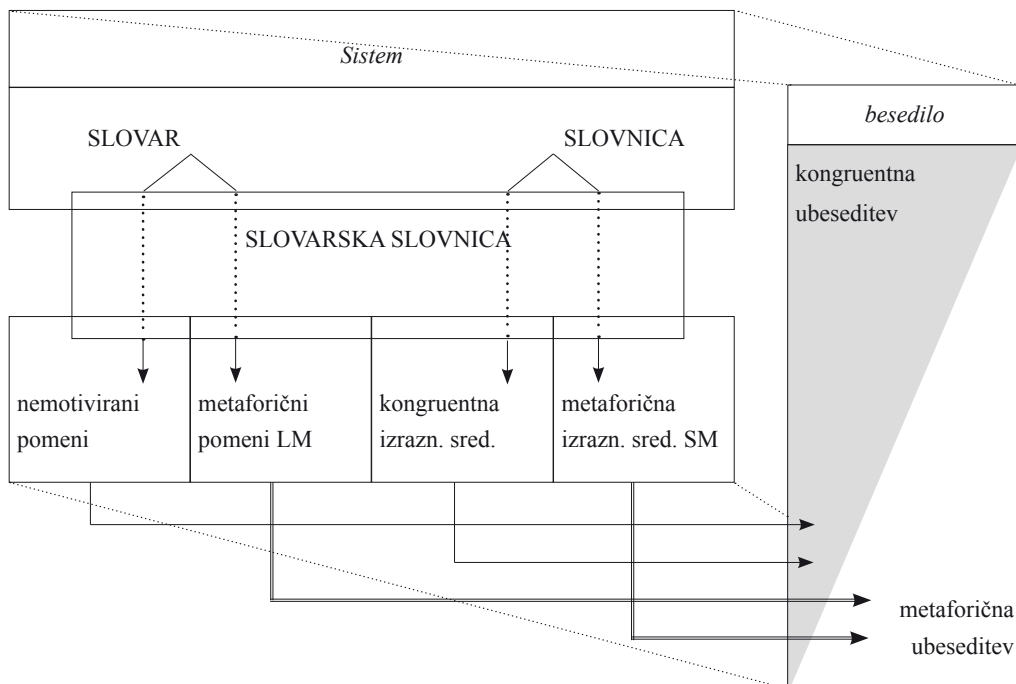 Sistem
besedilo
SLOVAR
SLOVNICA
kongruentna
ubeseditev
SLOVARSKA SLOVNICA
nemotivirani
pomeni
metaforični
pomeni LM
kongruentna
izrazn. sred.
metaforična
izrazn. sred. SM
metaforična
ubeseditev